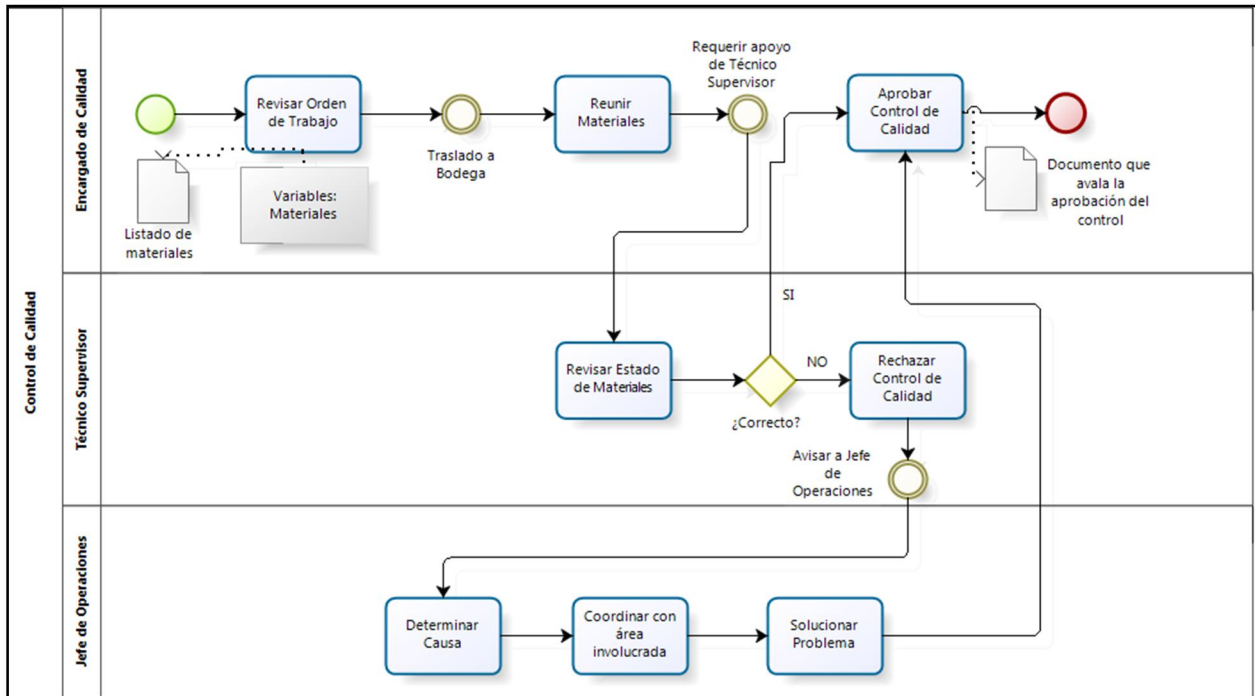 Control de Calidad
Encargado de Calidad
Revisar Orden
de Trabajo
Traslado a
Bodega
Reunir
Materiales
Requerir apoyo
de Técnico
Supervisor
Aprobar
Control de
Calidad
Listado de
materiales
Variables:
Materiales
Documento que
avala la
aprobación del
control
Técnico Supervisor
Revisar Estado
de Materiales
¿Correcto?
SI
NO
Rechazar
Control de
Calidad
Avisar a Jefe
de
Operaciones
Jefe de Operaciones
Determinar
Causa
Coordinar con
área
involucrada
Solucionar
Problema